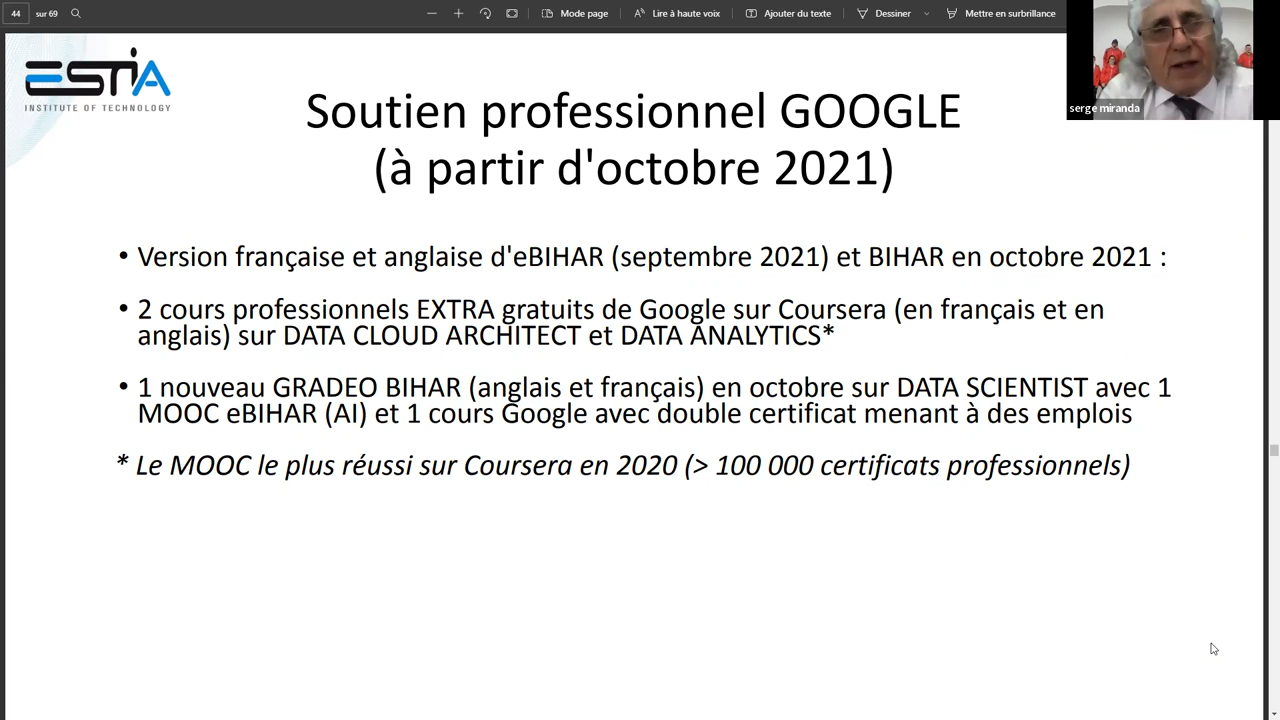 44 sur 69 Mode page Lire à haute voix Ajouter du texte Dessiner Mettre en surbrillance
serge miranda
ESTIA
INSTITUTE OF TECHNOLOGY
Soutien professionnel GOOGLE
(à partir d'octobre 2021)
• Version française et anglaise d'eBIHAR (septembre 2021) et BIHAR en octobre 2021 :
• 2 cours professionnels EXTRA gratuits de Google sur Coursera (en français et en
anglais) sur DATA CLOUD ARCHITECT et DATA ANALYTICS*
• 1 nouveau GRADEO BIHAR (anglais et français) en octobre sur DATA SCIENTIST avec 1
MOOC eBIHAR (AI) et 1 cours Google avec double certificat menant à des emplois
* Le MOOC le plus réussi sur Coursera en 2020 (> 100 000 certificats professionnels)